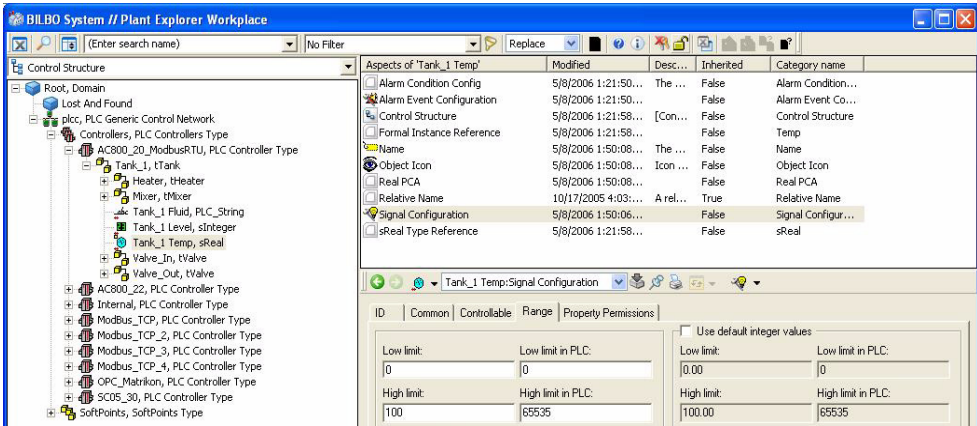 BILBO System // Plant Explorer Workplace
(Enter search name) No Filter Replace
Control Structure
Root, Domain
Lost And Found
plcc, PLC Generic Control Network
Controllers, PLC Controllers Type
AC800_20_ModbusRTU, PLC Controller Type
Tank_1, tTank
Heater, tHeater
Mixer, tMixer
Tank_1 Fluid, PLC_String
Tank_1 Level, sInteger
Tank_1 Temp, sReal
Valve_In, tValve
Valve_Out, tValve
AC800_22, PLC Controller Type
Internal, PLC Controller Type
ModBus_TCP, PLC Controller Type
Modbus_TCP_2, PLC Controller Type
Modbus_TCP_3, PLC Controller Type
Modbus_TCP_4, PLC Controller Type
OPC_Matrikon, PLC Controller Type
SC05_30, PLC Controller Type
SoftPoints, SoftPoints Type
Aspects of 'Tank_1 Temp' Modified Desc... Inherited Category name
Alarm Condition Config 5/8/2006 1:21:50... The ... False Alarm Condition...
Alarm Event Configuration 5/8/2006 1:21:50... False Alarm Event Co...
Control Structure 5/8/2006 1:21:58... [Con... False Control Structure
Formal Instance Reference 5/8/2006 1:21:58... False Temp
Name 5/8/2006 1:50:08... The ... False Name
Object Icon 5/8/2006 1:50:08... Icon ... False Object Icon
Real PCA 5/8/2006 1:50:08... False Real PCA
Relative Name 10/17/2005 4:03:... A rel... True Relative Name
Signal Configuration 5/8/2006 1:50:06... False Signal Configur...
sReal Type Reference 5/8/2006 1:21:58... False sReal
Tank_1 Temp:Signal Configuration
ID Common Controllable Range Property Permissions
Use default integer values
Low limit: Low limit in PLC: Low limit: Low limit in PLC:
0 0 0.00 0
High limit: High limit in PLC: High limit: High limit in PLC:
100 65535 100.00 65535